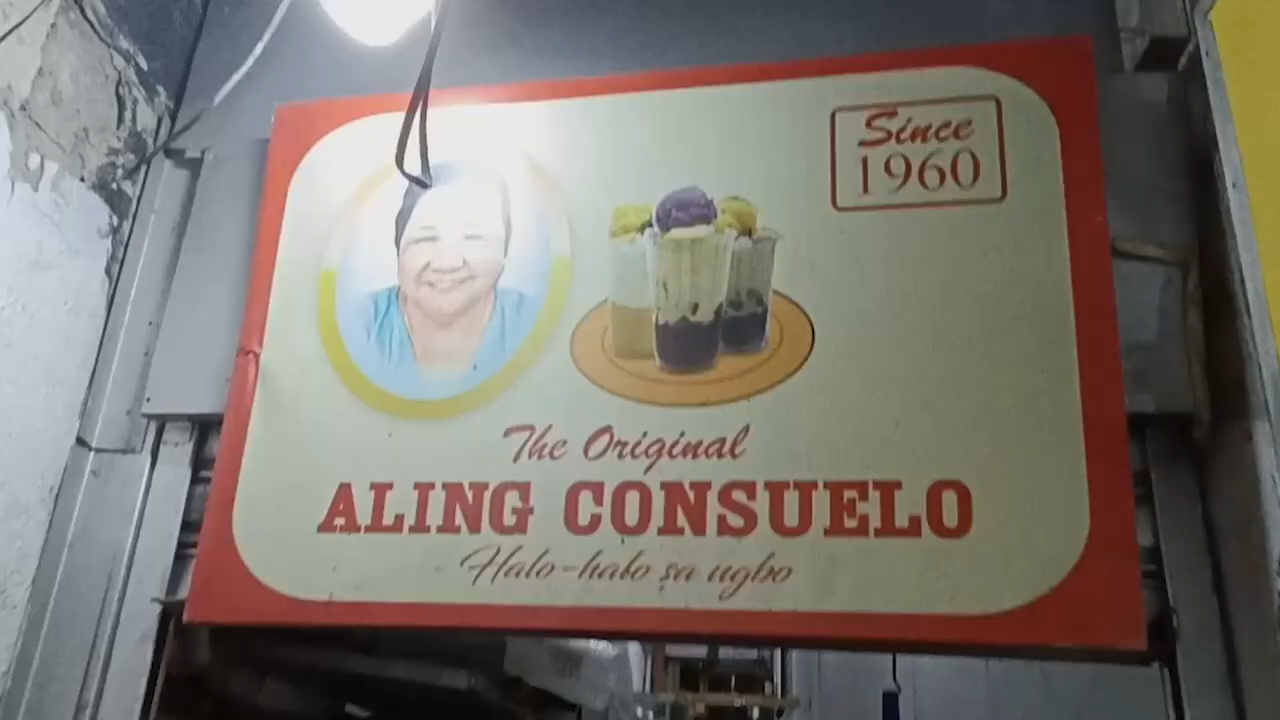 Since
1960
The Original
ALING CONSUELO
Halo-halo sa ugbo